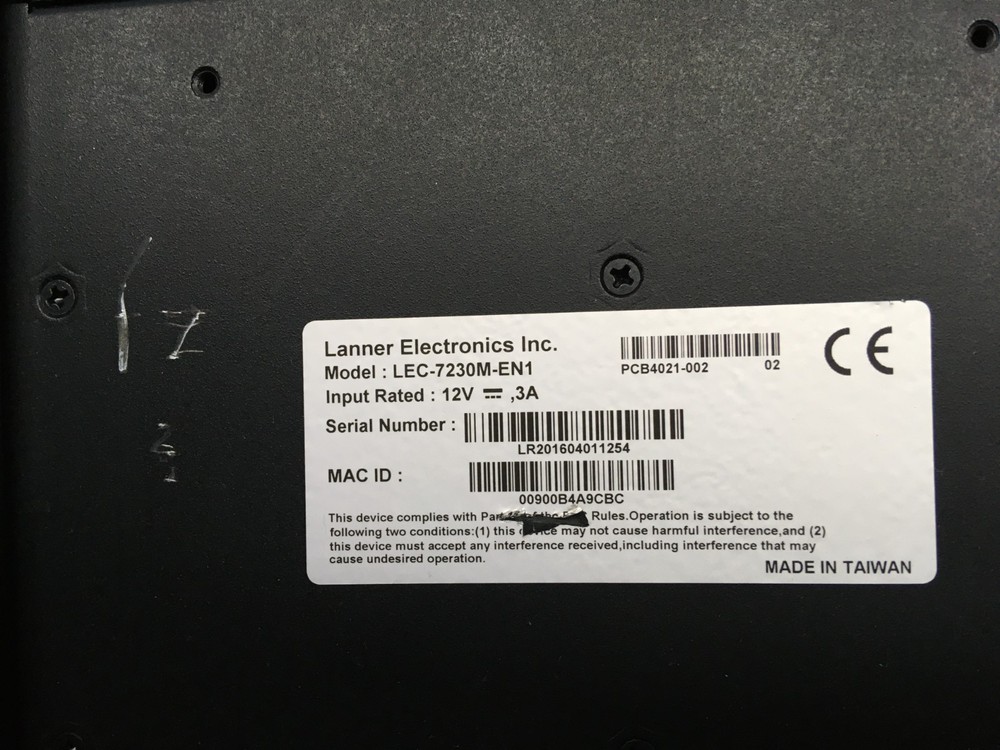 Lanner Electronics Inc.
Model : LEC-7230M-EN1
Input Rated : 12V ,3A
PCB4021-002 02
CE
Serial Number :
LR201604011254
MAC ID :
00900B4A9CBC
This device complies with of the Rules.Operation is subject to the
following two conditions:(1) this may not cause harmful interference,and (2)
this device must accept any interference received,including interference that may
cause undesired operation.
MADE IN TAIWAN